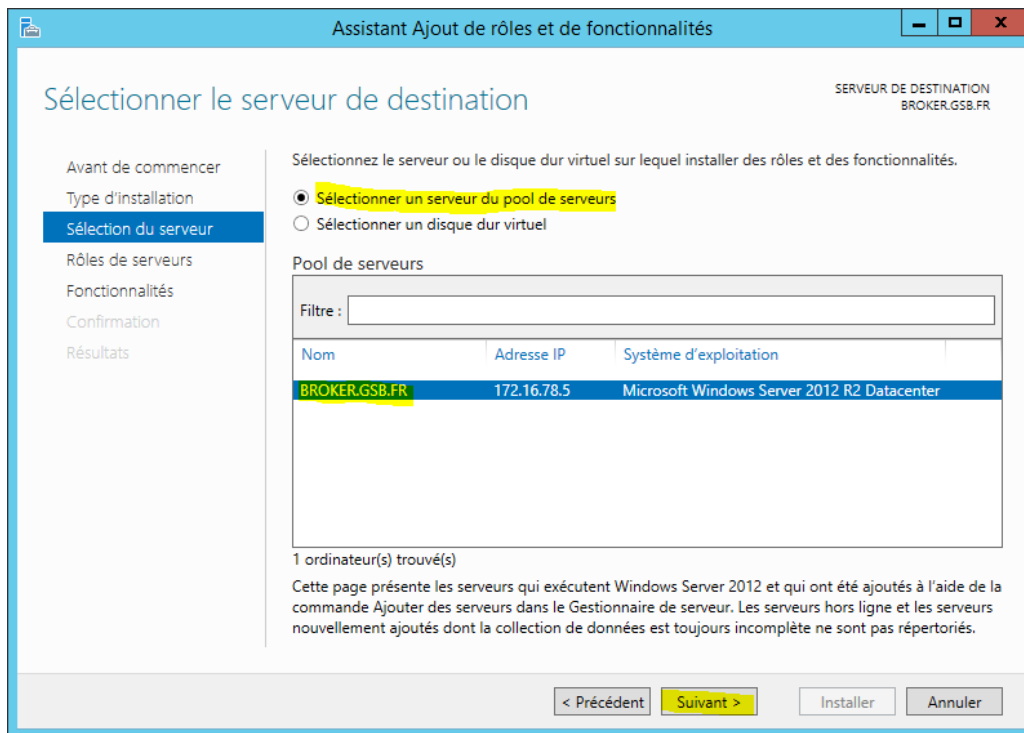 Assistant Ajout de rôles et de fonctionnalités
Sélectionner le serveur de destination
SERVEUR DE DESTINATION
BROKER.GSB.FR
Avant de commencer
Type d'installation
Sélection du serveur
Rôles de serveurs
Fonctionnalités
Confirmation
Résultats
Sélectionnez le serveur ou le disque dur virtuel sur lequel installer des rôles et des fonctionnalités.
Sélectionner un serveur du pool de serveurs
Sélectionner un disque dur virtuel
Pool de serveurs
Filtre :
Nom Adresse IP Système d'exploitation
BROKER.GSB.FR 172.16.78.5 Microsoft Windows Server 2012 R2 Datacenter
1 ordinateur(s) trouvé(s)
Cette page présente les serveurs qui exécutent Windows Server 2012 et qui ont été ajoutés à l'aide de la
commande Ajouter des serveurs dans le Gestionnaire de serveur. Les serveurs hors ligne et les serveurs
nouvellement ajoutés dont la collection de données est toujours incomplète ne sont pas répertoriés.
< Précédent Suivant > Installer Annuler